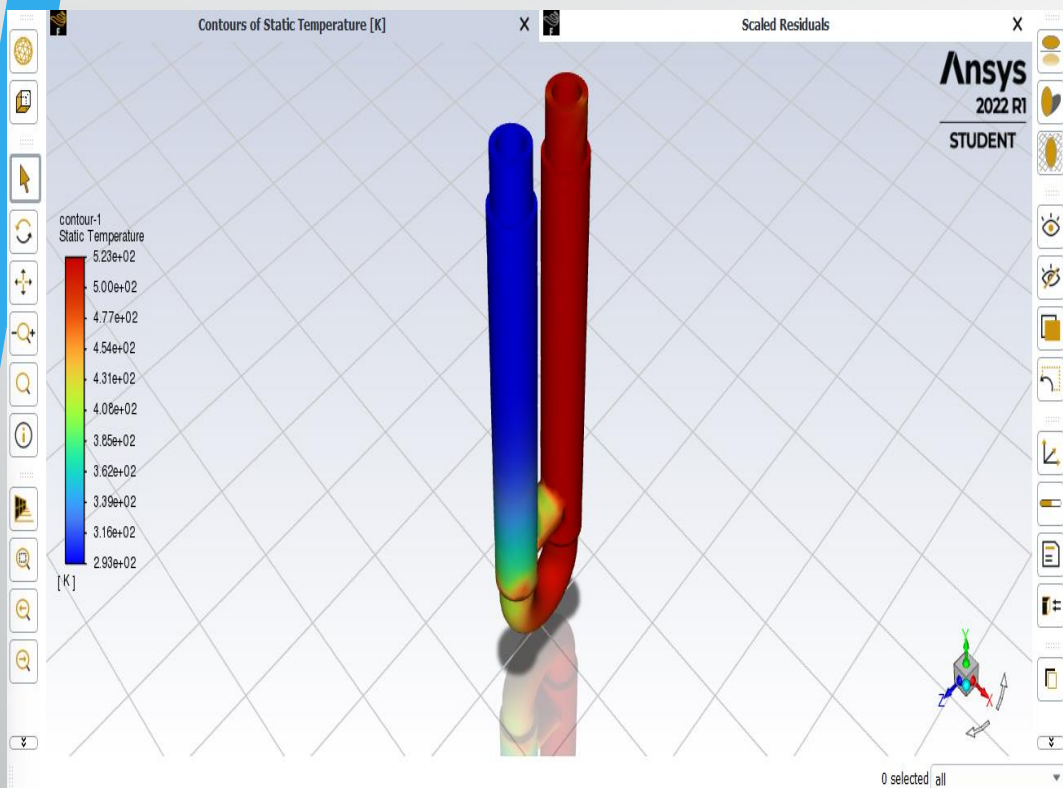 Contours of Static Temperature [K]
X
Scaled Residuals
X
Ansys
2022 R1
STUDENT
contour-1
Static Temperature
5.23e+02
5.00e+02
4.77e+02
4.54e+02
4.31e+02
4.08e+02
3.85e+02
3.62e+02
3.39e+02
3.16e+02
2.93e+02
[K]
Y
Z
X
0 selected all